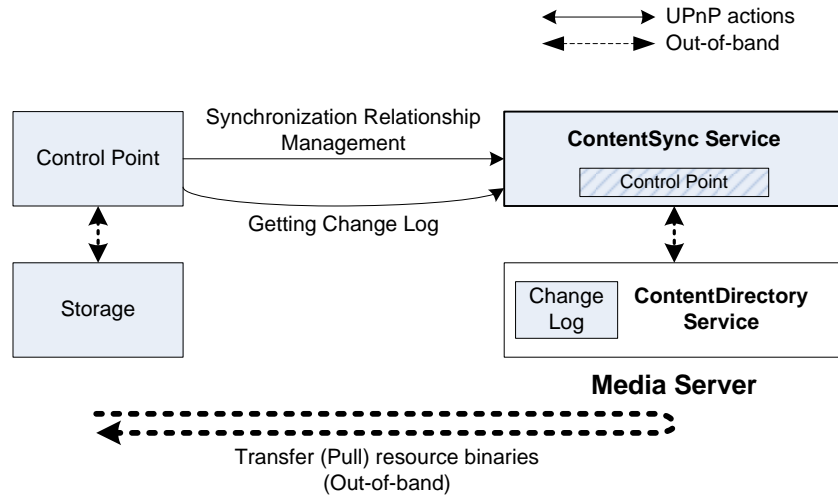 UPnP actions
Out-of-band
Synchronization Relationship
Management
Control Point
ContentSync Service
Control Point
Getting Change Log
Storage
Change
Log
ContentDirectory
Service
Media Server
Transfer (Pull) resource binaries
(Out-of-band)